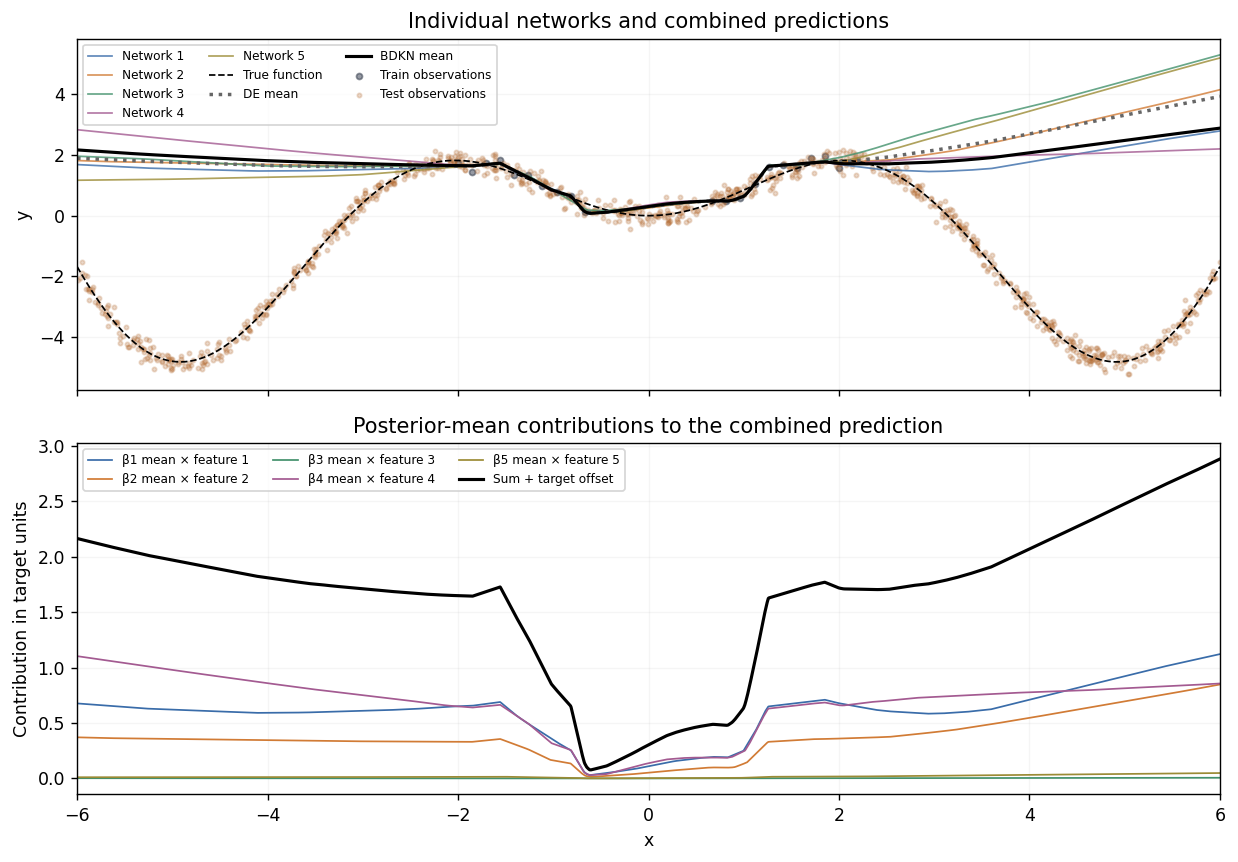 Individual networks and combined predictions
Network 1
Network 2
Network 3
Network 4
Network 5
True function
DE mean
BDKN mean
Train observations
Test observations
4
2
0
−2
−4
y
Posterior-mean contributions to the combined prediction
β1 mean × feature 1
β2 mean × feature 2
β3 mean × feature 3
β4 mean × feature 4
β5 mean × feature 5
Sum + target offset
3.0
2.5
2.0
1.5
1.0
0.5
0.0
Contribution in target units
−6
−4
−2
0
2
4
6
x